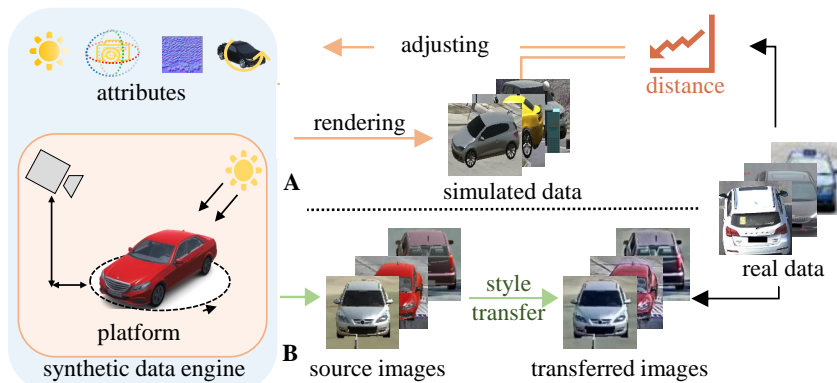 attributes
adjusting
distance
rendering
A
simulated data
real data
platform
synthetic data engine
B
source images
style
transfer
transferred images